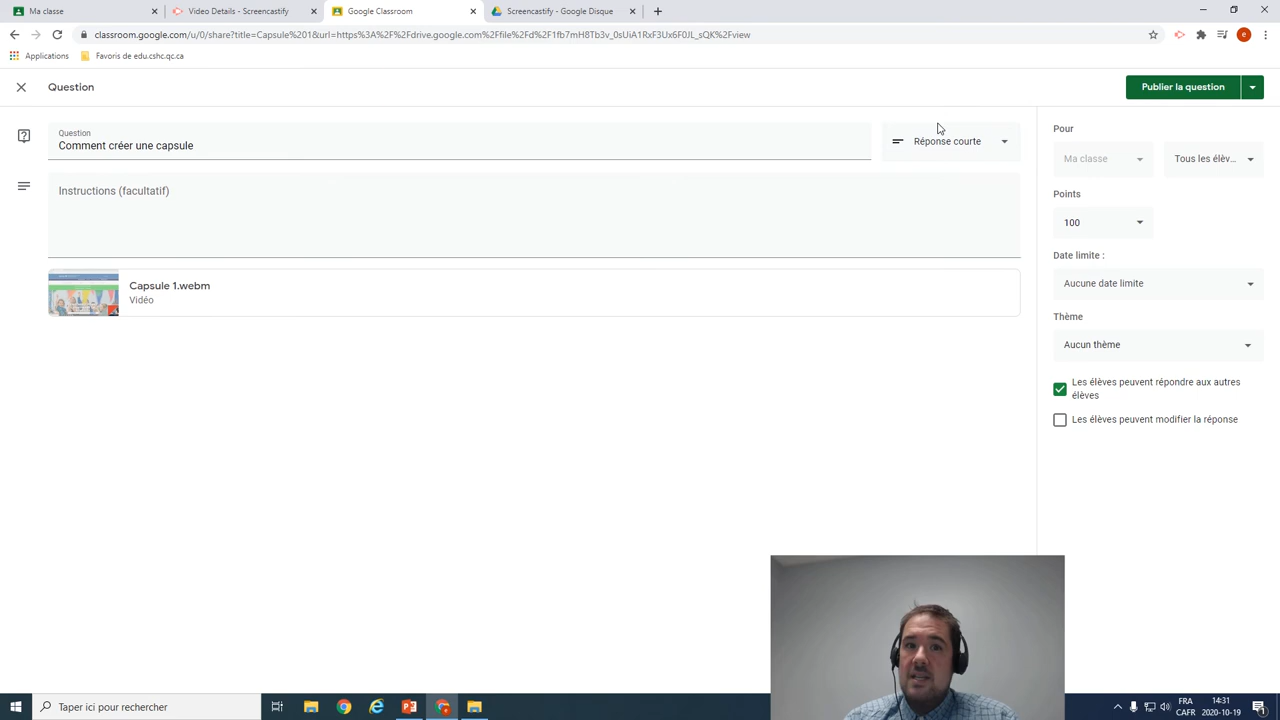 Ma classe
Video Details - Screencastify
Google Classroom
Screencastify - Google Disque
classroom.google.com/u/0/share?title=Capsule%201&url=https%3A%2F%2Fdrive.google.com%2Ffile%2Fd%2F1fb7mH8Tb3v_0sUiA1RxF3Ux6F0JL_sQK%2Fview
e
Applications
Favoris de edu.cshc.qc.ca
Question
Publier la question
Question
Comment créer une capsule
Réponse courte
Instructions (facultatif)
Capsule 1.webm
Vidéo
Pour
Ma classe
Tous les élèv...
Points
100
Date limite :
Aucune date limite
Thème
Aucun thème
Les élèves peuvent répondre aux autres
élèves
Les élèves peuvent modifier la réponse
Taper ici pour rechercher
FRA
CAFR
14:31
2020-10-19